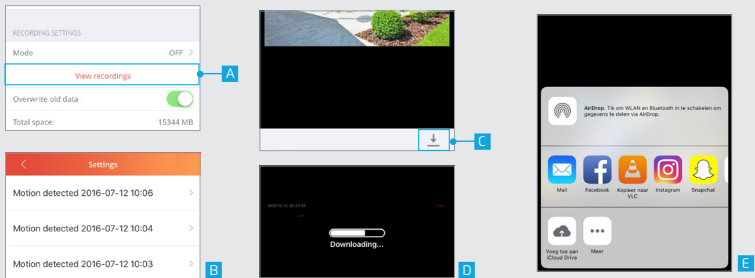 RECORDING SETTINGS
Mode OFF
View recordings
A
Overwrite old data
Total space: 15344 MB
Settings
Motion detected 2016-07-12 10:06
Motion detected 2016-07-12 10:04
Motion detected 2016-07-12 10:03
B
C
Downloading...
D
AirDrop. Tik om WLAN en Bluetooth in te schakelen om
gegevens te delen via AirDrop.
Mail Facebook Kopieer naar Instagram Snapchat
VLC
Voeg toe aan Meer
iCloud Drive
E